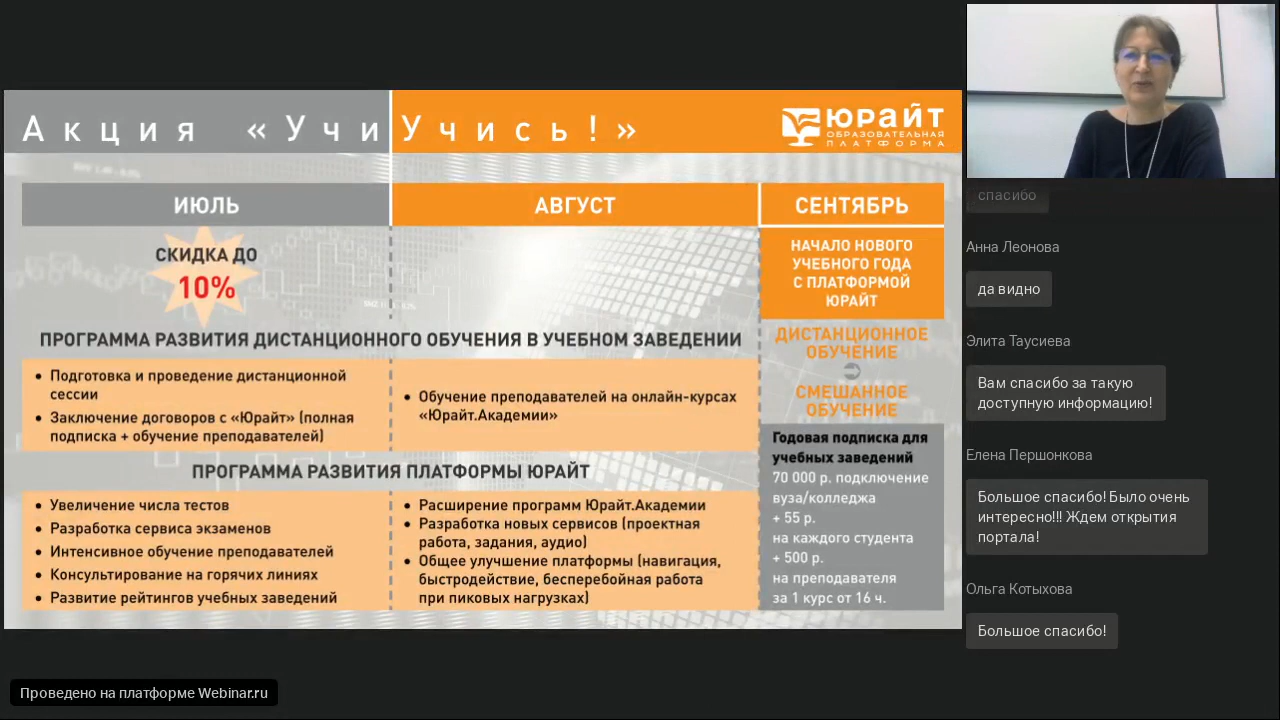 Акция «Учи Учись!»
ЮРАЙТ
ОБРАЗОВАТЕЛЬНАЯ
ПЛАТФОРМА
ИЮЛЬ
АВГУСТ
СЕНТЯБРЬ
СКИДКА ДО
10%
НАЧАЛО НОВОГО
УЧЕБНОГО ГОДА
С ПЛАТФОРМОЙ
ЮРАЙТ
ПРОГРАММА РАЗВИТИЯ ДИСТАНЦИОННОГО ОБУЧЕНИЯ В УЧЕБНОМ ЗАВЕДЕНИИ
• Подготовка и проведение дистанционной
сессии
• Заключение договоров с «Юрайт» (полная
подписка + обучение преподавателей)
• Обучение преподавателей на онлайн-курсах
«Юрайт.Академии»
ДИСТАНЦИОННОЕ
ОБУЧЕНИЕ
СМЕШАННОЕ
ОБУЧЕНИЕ
ПРОГРАММА РАЗВИТИЯ ПЛАТФОРМЫ ЮРАЙТ
• Увеличение числа тестов
• Разработка сервиса экзаменов
• Интенсивное обучение преподавателей
• Консультирование на горячих линиях
• Развитие рейтингов учебных заведений
• Расширение программ Юрайт.Академии
• Разработка новых сервисов (проектная
работа, задания, аудио)
• Общее улучшение платформы (навигация,
быстродействие, бесперебойная работа
при пиковых нагрузках)
Годовая подписка для
учебных заведений
70 000 р. подключение
вуза/колледжа
+ 55 р.
на каждого студента
+ 500 р.
на преподавателя
за 1 курс от 16 ч.
спасибо
Анна Леонова
да видно
Элита Таусиева
Вам спасибо за такую
доступную информацию!
Елена Першонкова
Большое спасибо! Было очень
интересно!!! Ждем открытия
портала!
Ольга Котыхова
Большое спасибо!
Проведено на платформе Webinar.ru